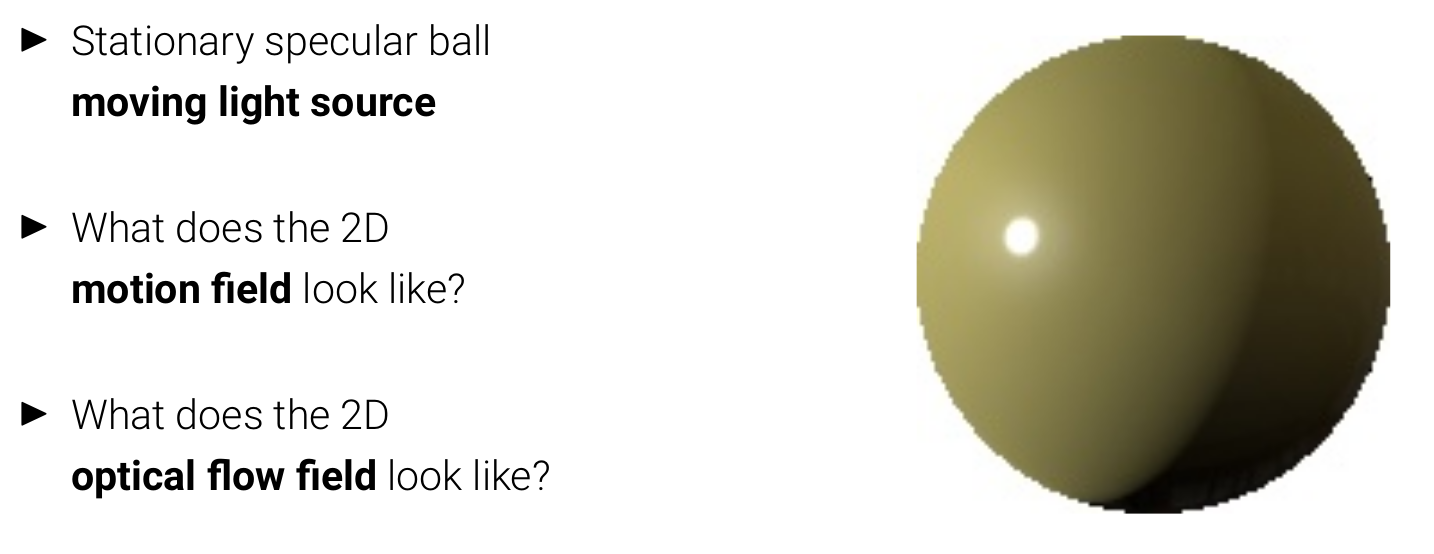 ► Stationary specular ball
moving light source
► What does the 2D
motion field look like?
► What does the 2D
optical flow field look like?